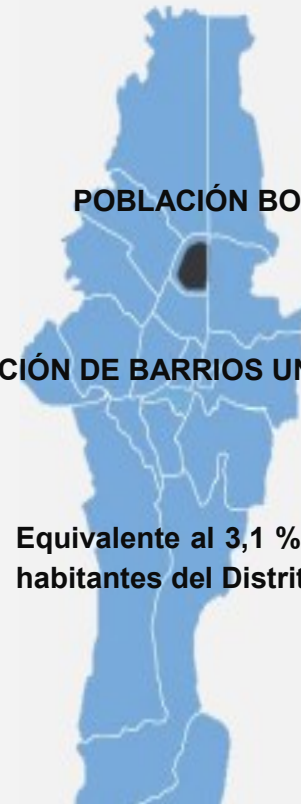 POBLACIÓN BO
CIÓN DE BARRIOS UN
Equivalente al 3,1 %
habitantes del Distrit